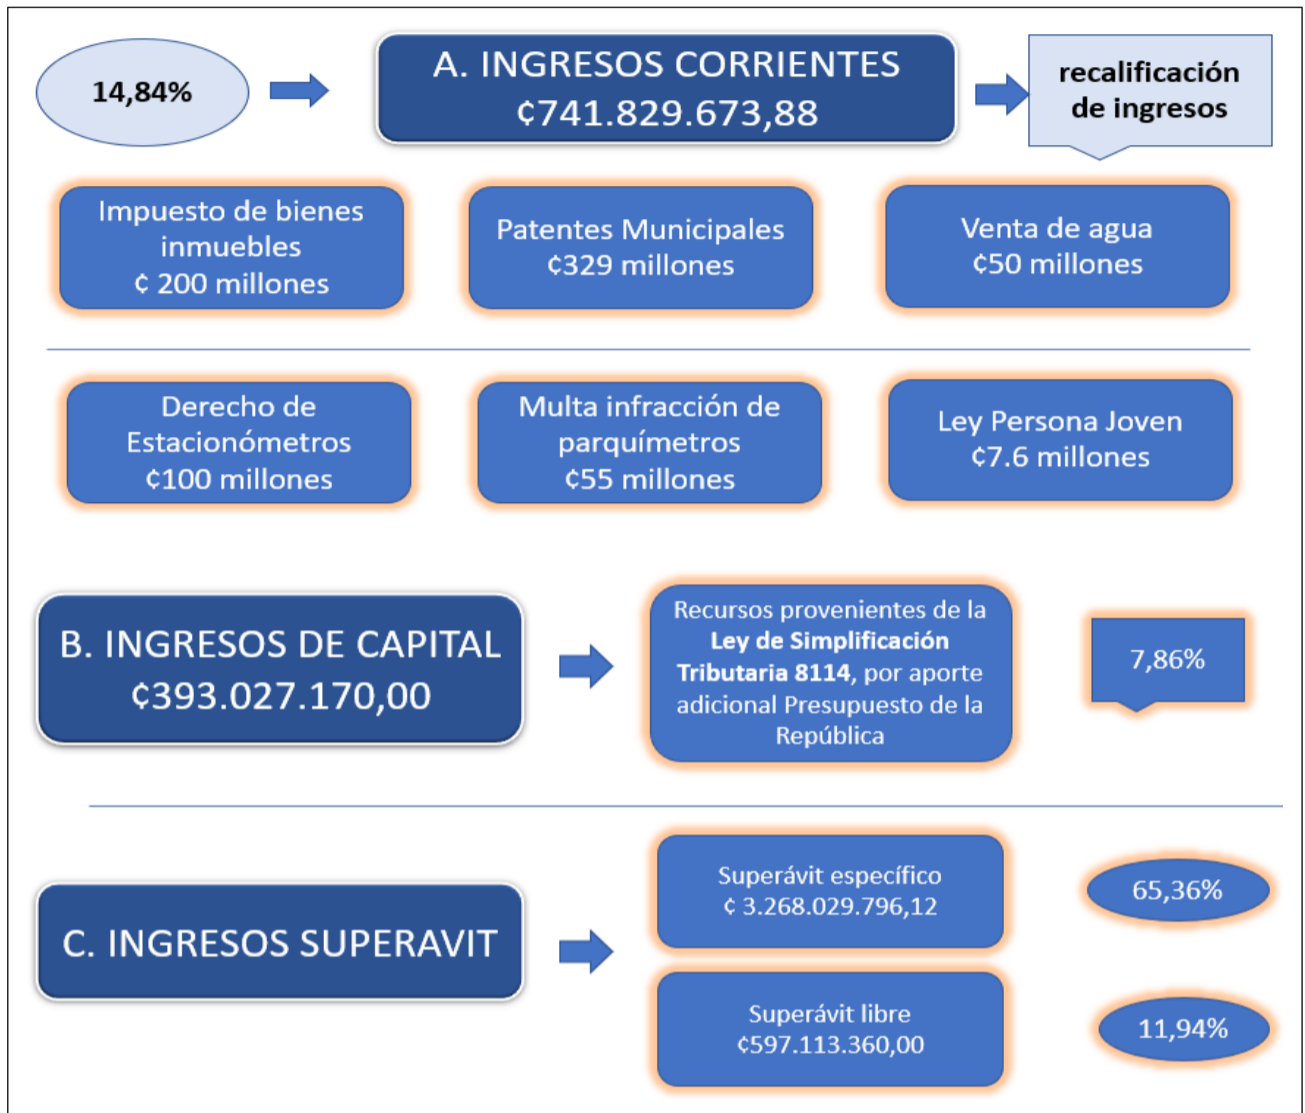 14,84%
A. INGRESOS CORRIENTES
¢741.829.673,88
recalificación
de ingresos
Impuesto de bienes
inmuebles
¢ 200 millones
Patentes Municipales
¢329 millones
Venta de agua
¢50 millones
Derecho de
Estacionómetros
¢100 millones
Multa infracción de
parquímetros
¢55 millones
Ley Persona Joven
¢7.6 millones
B. INGRESOS DE CAPITAL
¢393.027.170,00
Recursos provenientes de la
Ley de Simplificación
Tributaria 8114, por aporte
adicional Presupuesto de la
República
7,86%
C. INGRESOS SUPERAVIT
Superávit específico
¢ 3.268.029.796,12
65,36%
Superávit libre
¢597.113.360,00
11,94%